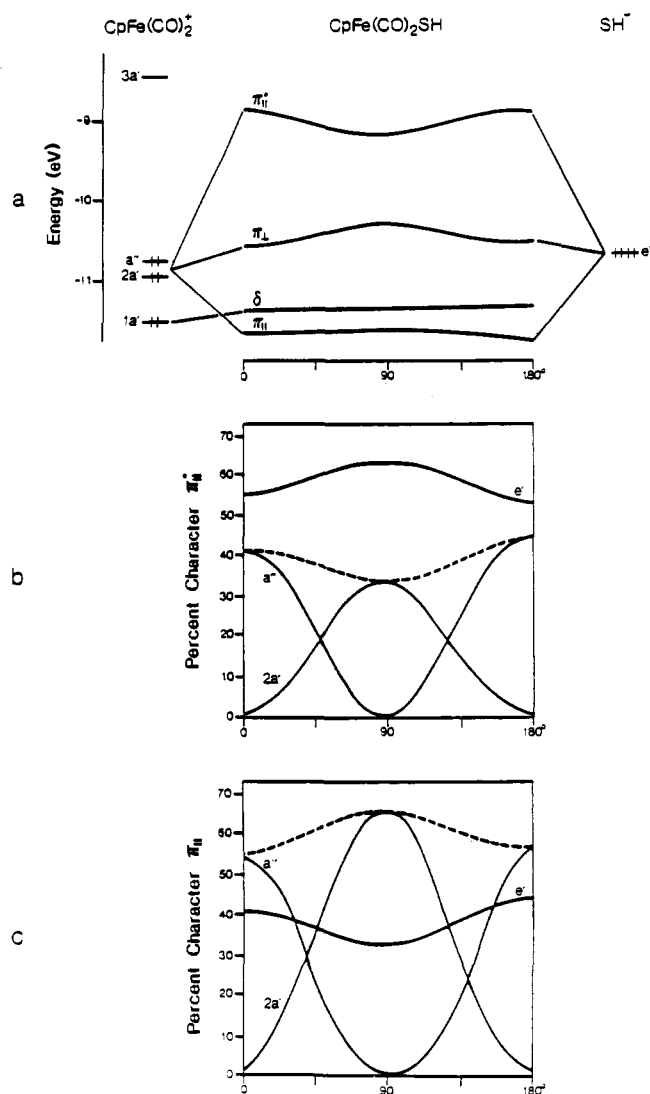 CpFe(CO)₂⁺ CpFe(CO)₂SH SH⁻
a
Energy (eV)
-9
-10
-11
3a'
a''
2a'
1a'
π*||
π⊥
δ
π||
e'
0 90 180°
b
Percent Character π*||
70
60
50
40
30
20
10
0
e'
a''
2a'
0 90 180°
c
Percent Character π||
70
60
50
40
30
20
10
0
a''
e'
2a'
0 90 180°